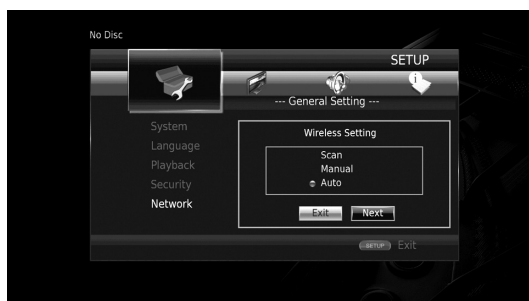 No Disc
SETUP
--- General Setting ---
System
Language
Playback
Security
Network
Wireless Setting
Scan
Manual
Auto
Exit Next
SETUP Exit